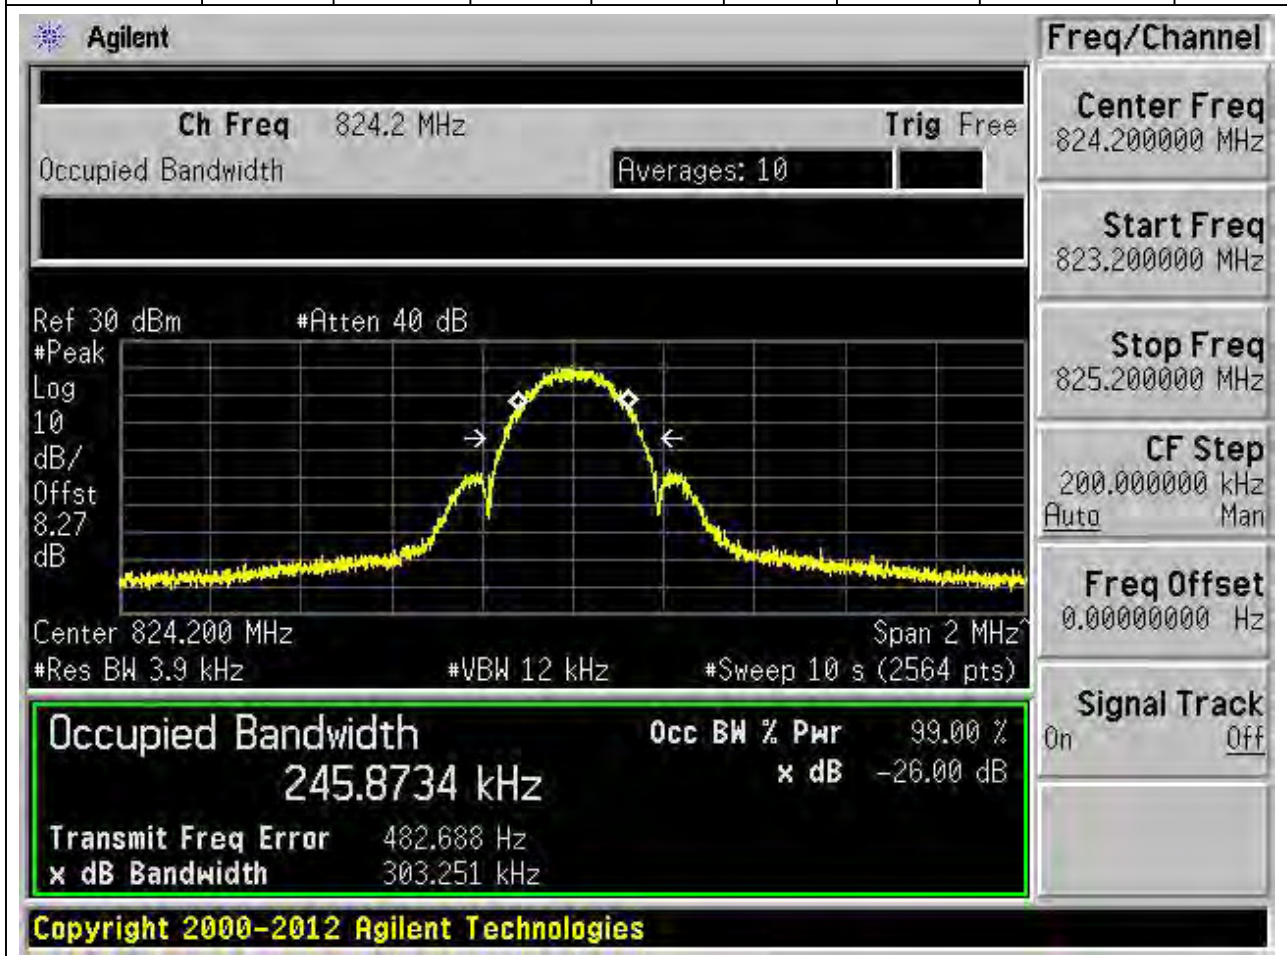 Agilent
Freq/Channel
Ch Freq 824.2 MHz Trig Free
Occupied Bandwidth Averages: 10
Center Freq
824.200000 MHz
Start Freq
823.200000 MHz
Stop Freq
825.200000 MHz
CF Step
200.000000 kHz
Auto Man
Freq Offset
0.00000000 Hz
Signal Track
On Off
Ref 30 dBm #Atten 40 dB
#Peak
Log
10
dB/
Offst
8.27
dB
Center 824.200 MHz Span 2 MHz^
#Res BW 3.9 kHz #VBW 12 kHz #Sweep 10 s (2564 pts)
Occupied Bandwidth Occ BW % Pwr 99.00 %
245.8734 kHz x dB -26.00 dB
Transmit Freq Error 482.688 Hz
x dB Bandwidth 303.251 kHz
Copyright 2000-2012 Agilent Technologies